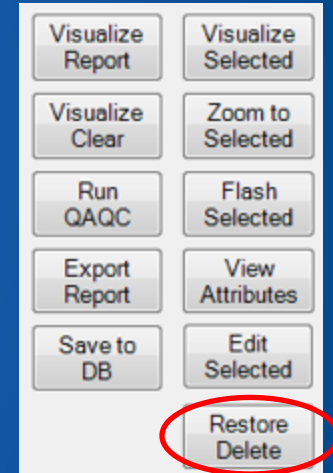 Visualize
Report
Visualize
Selected
Visualize
Clear
Zoom to
Selected
Run
QAQC
Flash
Selected
Export
Report
View
Attributes
Save to
DB
Edit
Selected
Restore
Delete